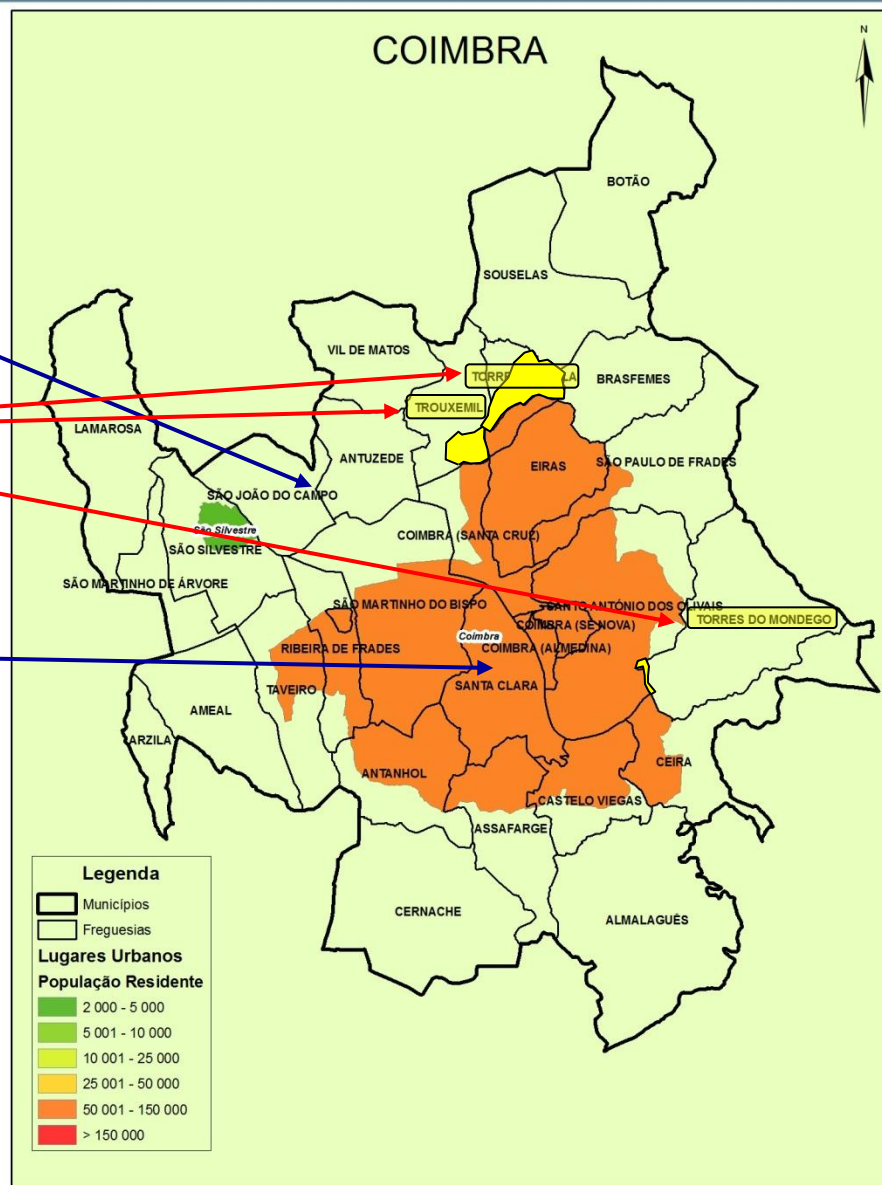 COIMBRA
N
BOTÃO
SOUSELAS
VIL DE MATOS
TORRE LA
BRASFEMES
TROUXEMIL
LAMAROSA
ANTUZEDE
EIRAS
SÃO PAULO DE FRADES
SÃO JOÃO DO CAMPO
São Silvestre
COIMBRA (SANTA CRUZ)
SÃO SILVESTRE
SÃO MARTINHO DE ÁRVORE
SÃO MARTINHO DO BISPO
SANTO ANTÓNIO DOS OLIVAIS
TORRES DO MONDEGO
COIMBRA (SÉ NOVA)
Coimbra
RIBEIRA DE FRADES
COIMBRA (ALMEDINA)
SANTA CLARA
TAVEIRO
AMEAL
ARZILA
CEIRA
ANTANHOL
CASTELO VIEGAS
ASSAFARGE
CERNACHE
ALMALAGUÊS
Legenda
Municípios
Freguesias
Lugares Urbanos
População Residente
2 000 - 5 000
5 001 - 10 000
10 001 - 25 000
25 001 - 50 000
50 001 - 150 000
> 150 000